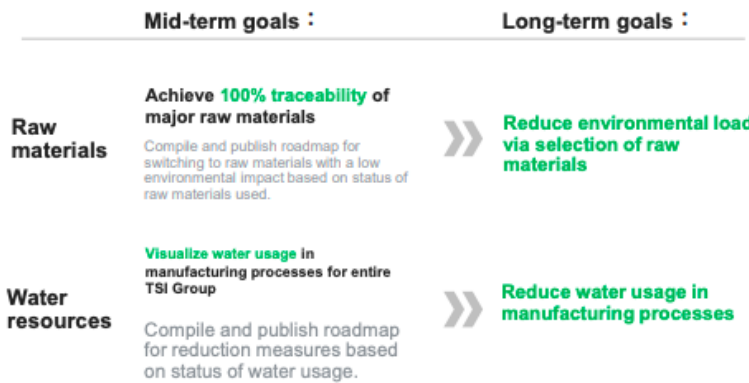 Mid-term goals：
Long-term goals：
Raw
materials
Achieve 100% traceability of
major raw materials
Compile and publish roadmap for
switching to raw materials with a low
environmental impact based on status of
raw materials used.
Reduce environmental load
via selection of raw
materials
Water
resources
Visualize water usage in
manufacturing processes for entire
TSI Group
Compile and publish roadmap
for reduction measures based
on status of water usage.
Reduce water usage in
manufacturing processes